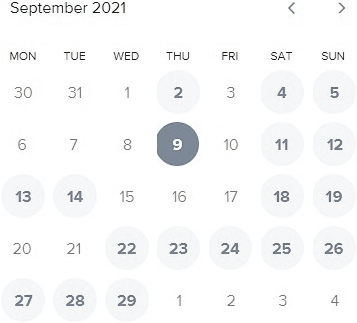 September 2021
MON TUE WED THU FRI SAT SUN
30 31 1 2 3 4 5
6 7 8 9 10 11 12
13 14 15 16 17 18 19
20 21 22 23 24 25 26
27 28 29 1 2 3 4